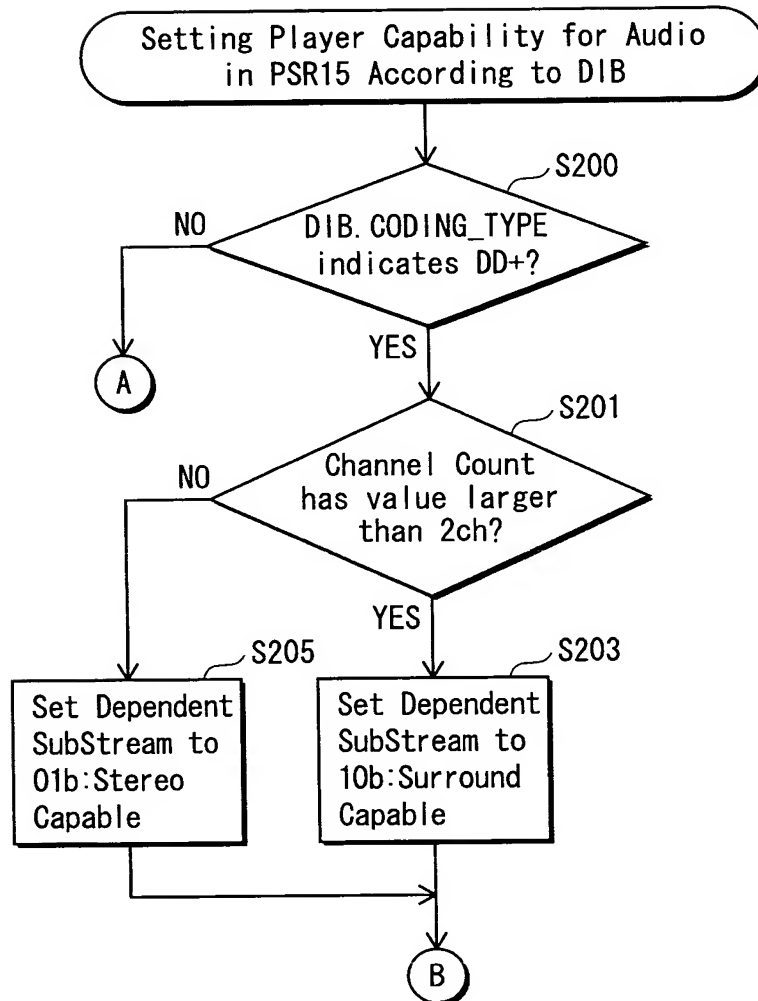 Setting Player Capability for Audio
in PSR15 According to DIB
S200
NO
DIB.CODING_TYPE
indicates DD+?
A
YES
S201
NO
Channel Count
has value larger
than 2ch?
YES
S205
S203
Set Dependent
SubStream to
01b:Stereo
Capable
Set Dependent
SubStream to
10b:Surround
Capable
B